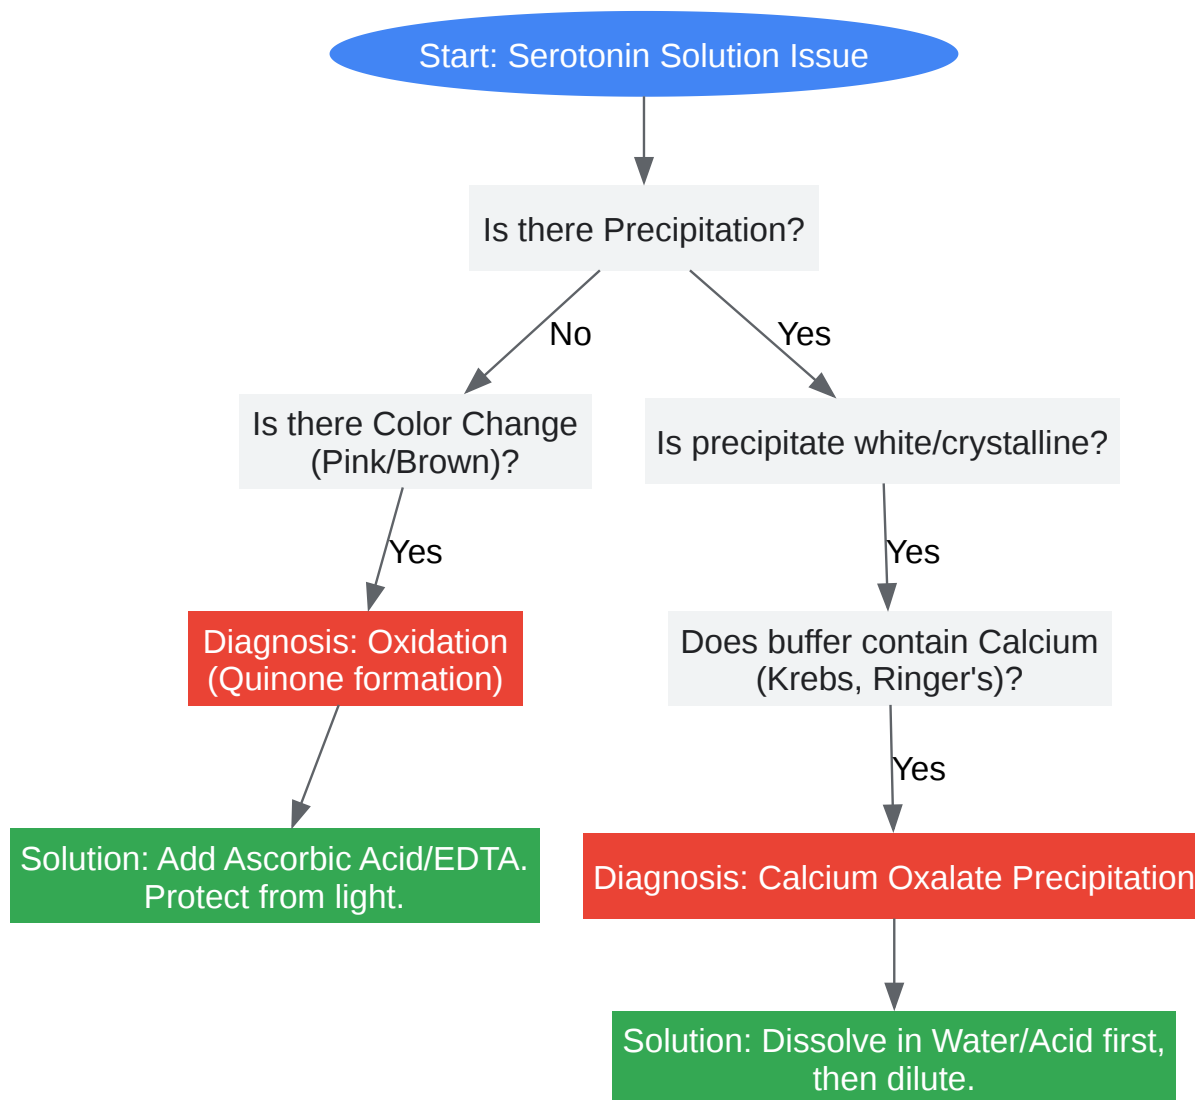 Start: Serotonin Solution Issue
Is there Precipitation?
No
Yes
Is there Color Change
(Pink/Brown)?
Is precipitate white/crystalline?
Yes
Yes
Diagnosis: Oxidation
(Quinone formation)
Does buffer contain Calcium
(Krebs, Ringer's)?
Yes
Solution: Add Ascorbic Acid/EDTA.
Protect from light.
Diagnosis: Calcium Oxalate Precipitation
Solution: Dissolve in Water/Acid first,
then dilute.